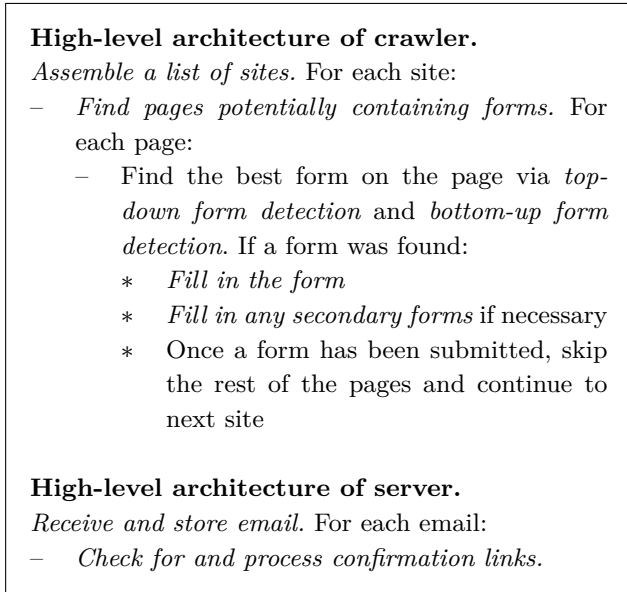 High-level architecture of crawler.
Assemble a list of sites. For each site:
– Find pages potentially containing forms. For
each page:
– Find the best form on the page via top-
down form detection and bottom-up form
detection. If a form was found:
∗ Fill in the form
∗ Fill in any secondary forms if necessary
∗ Once a form has been submitted, skip
the rest of the pages and continue to
next site
High-level architecture of server.
Receive and store email. For each email:
– Check for and process confirmation links.